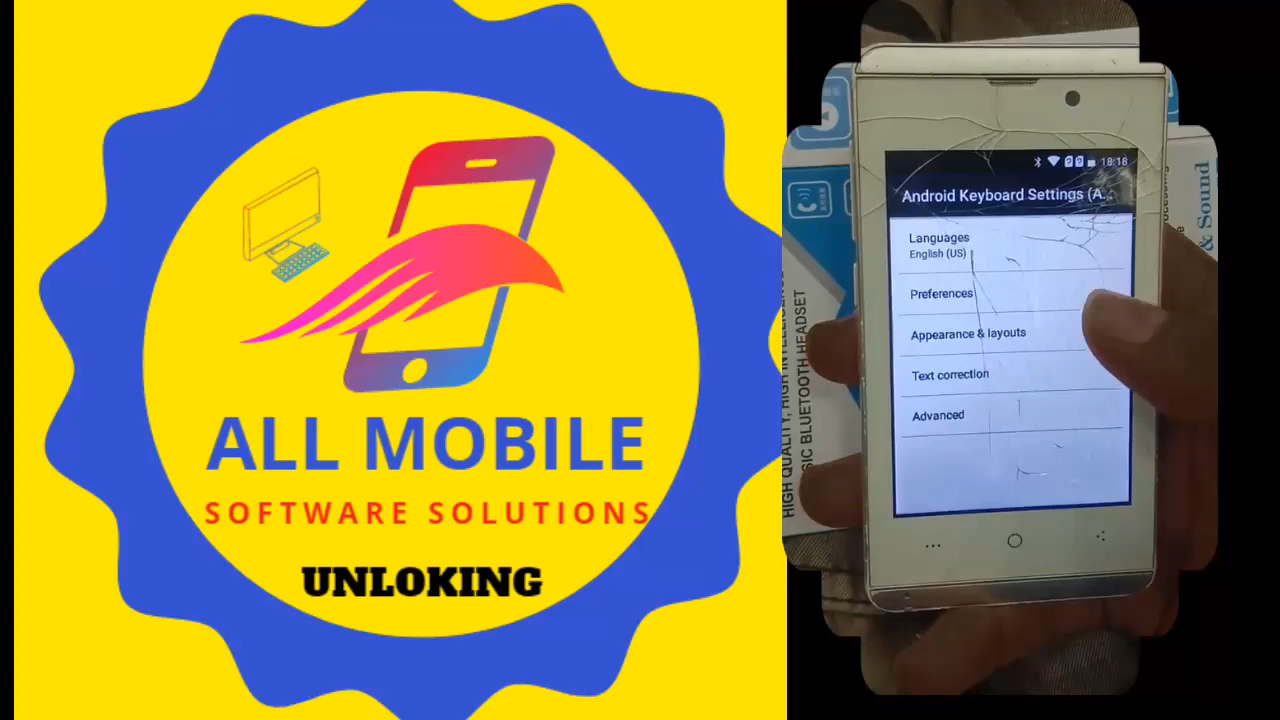 ALL MOBILE
SOFTWARE SOLUTIONS
UNLOKING
18:18
Android Keyboard Settings (A...
Languages
English (US)
Preferences
Appearance & layouts
Text correction
Advanced
& Sound
HIGH QUALITY, HIGH INTELLIGENCE
SIC BLUETOOTH HEADSET